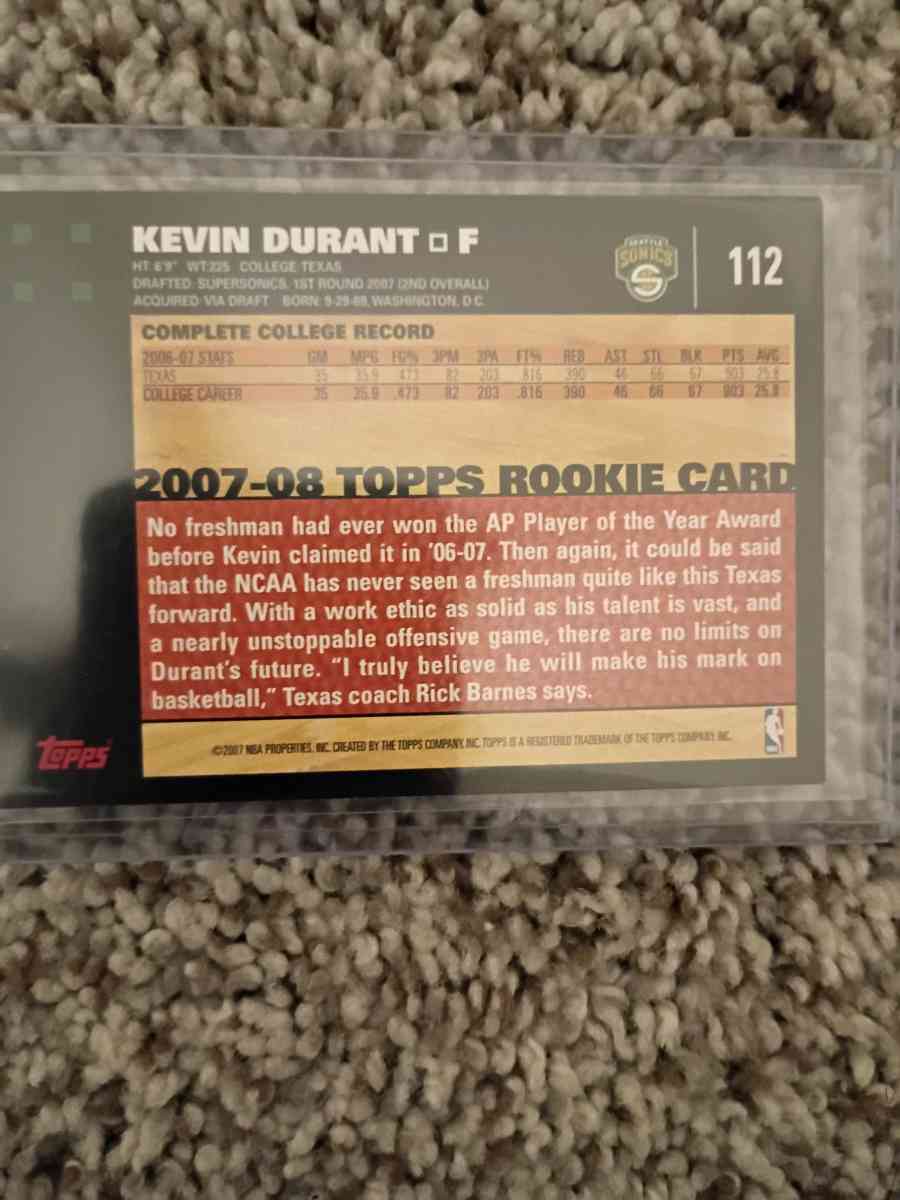 KEVIN DURANT F
HT: 6'9" WT:225 COLLEGE TEXAS
DRAFTED: SUPERSONICS, 1ST ROUND 2007 (2ND OVERALL)
ACQUIRED: VIA DRAFT BORN: 9-29-88, WASHINGTON, D.C.
SEATTLE
SONICS
112
COMPLETE COLLEGE RECORD
2006-07 STATS GM MPG FG% 3PM 3PA FT% REB AST STL BLK PTS AVG
TEXAS 35 35.9 .473 82 203 .816 390 46 66 67 903 25.8
COLLEGE CAREER 35 35.9 .473 82 203 .816 390 46 66 67 903 25.8
2007-08 TOPPS ROOKIE CARD
No freshman had ever won the AP Player of the Year Award
before Kevin claimed it in '06-07. Then again, it could be said
that the NCAA has never seen a freshman quite like this Texas
forward. With a work ethic as solid as his talent is vast, and
a nearly unstoppable offensive game, there are no limits on
Durant's future. "I truly believe he will make his mark on
basketball," Texas coach Rick Barnes says.
topps
©2007 NBA PROPERTIES, INC. CREATED BY THE TOPPS COMPANY, INC. TOPPS IS A REGISTERED TRADEMARK OF THE TOPPS COMPANY, INC.